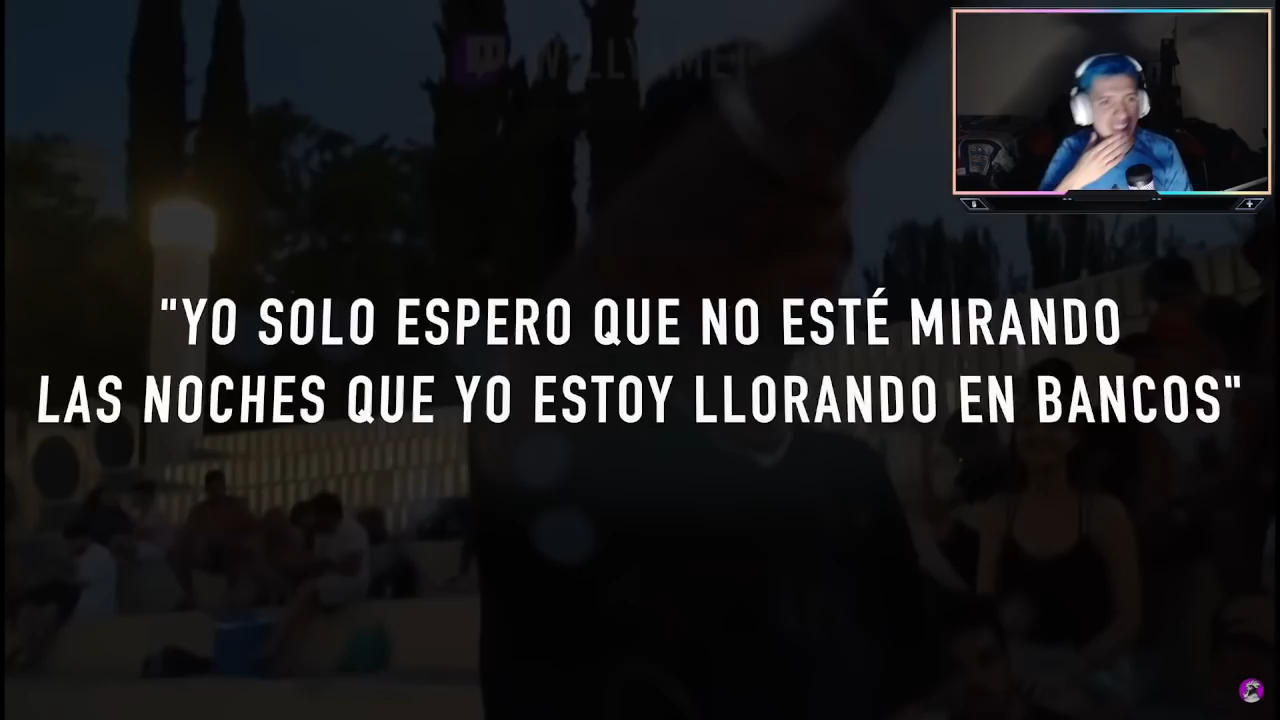 "YO SOLO ESPERO QUE NO ESTÉ MIRANDO
LAS NOCHES QUE YO ESTOY LLORANDO EN BANCOS"